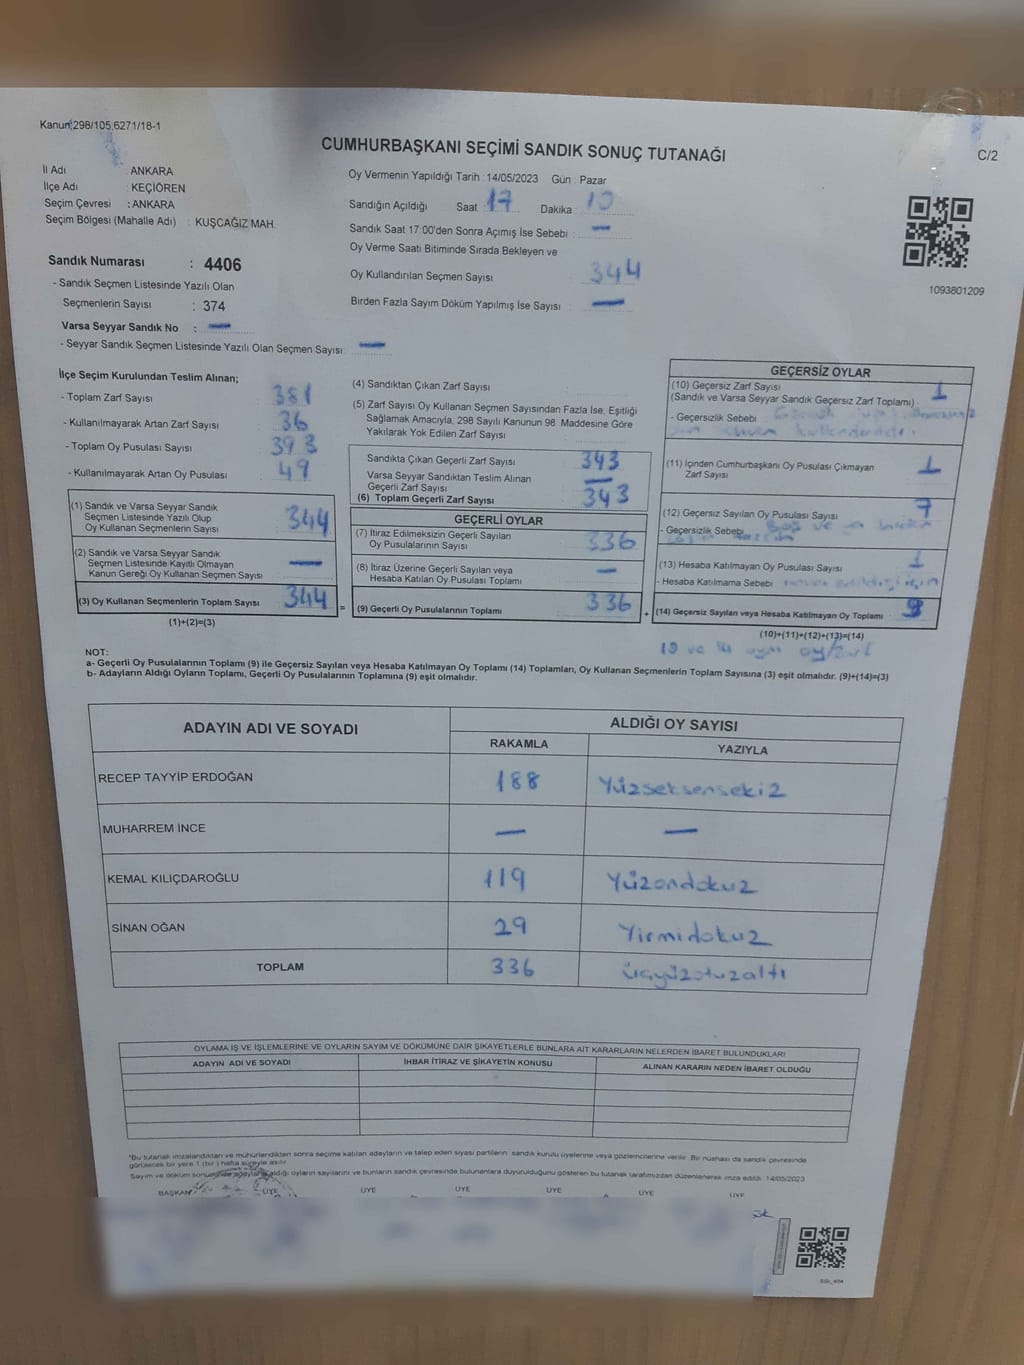 Kanun;298/105;6271/18-1
CUMHURBAŞKANI SEÇİMİ SANDIK SONUÇ TUTANAĞI
C/2
İl Adı : ANKARA
İlçe Adı : KEÇİÖREN
Seçim Çevresi : ANKARA
Seçim Bölgesi (Mahalle Adı) : KUŞCAĞIZ MAH.
Oy Vermenin Yapıldığı Tarih : 14/05/2023 Gün : Pazar
Sandığın Açıldığı Saat 17 Dakika 10
Sandık Saat 17:00'den Sonra Açımış İse Sebebi : —
Oy Verme Saati Bitiminde Sırada Bekleyen ve
Oy Kullandırılan Seçmen Sayısı : 344
Birden Fazla Sayım Döküm Yapılmış İse Sayısı : —
1093801209
Sandık Numarası : 4406
- Sandık Seçmen Listesinde Yazılı Olan
Seçmenlerin Sayısı : 374
Varsa Seyyar Sandık No : —
- Seyyar Sandık Seçmen Listesinde Yazılı Olan Seçmen Sayısı: —
İlçe Seçim Kurulundan Teslim Alınan;
- Toplam Zarf Sayısı : 381
- Kullanılmayarak Artan Zarf Sayısı : 36
- Toplam Oy Pusulası Sayısı : 393
- Kullanılmayarak Artan Oy Pusulası : 49
(1) Sandık ve Varsa Seyyar Sandık
Seçmen Listesinde Yazılı Olup
Oy Kullanan Seçmenlerin Sayısı : 344
(2) Sandık ve Varsa Seyyar Sandık
Seçmen Listesinde Kayıtlı Olmayan
Kanun Gereği Oy Kullanan Seçmen Sayısı : —
(3) Oy Kullanan Seçmenlerin Toplam Sayısı : 344
(1)+(2)=(3)
(4) Sandıktan Çıkan Zarf Sayısı :
(5) Zarf Sayısı Oy Kullanan Seçmen Sayısından Fazla İse, Eşitliği
Sağlamak Amacıyla, 298 Sayılı Kanunun 98. Maddesine Göre
Yakılarak Yok Edilen Zarf Sayısı :
Sandıkta Çıkan Geçerli Zarf Sayısı : 343
Varsa Seyyar Sandıktan Teslim Alınan
Geçerli Zarf Sayısı : —
(6) Toplam Geçerli Zarf Sayısı : 343
GEÇERLİ OYLAR
(7) İtiraz Edilmeksizin Geçerli Sayılan
Oy Pusulalarının Sayısı : 336
(8) İtiraz Üzerine Geçerli Sayılan veya
Hesaba Katılan Oy Pusulası Toplamı : —
= (9) Geçerli Oy Pusulalarının Toplamı : 336
GEÇERSİZ OYLAR
(10) Geçersiz Zarf Sayısı
(Sandık ve Varsa Seyyar Sandık Geçersiz Zarf Toplamı) : 1
- Geçersizlik Sebebi :
(11) İçinden Cumhurbaşkanı Oy Pusulası Çıkmayan
Zarf Sayısı : 1
(12) Geçersiz Sayılan Oy Pusulası Sayısı : 7
- Geçersizlik Sebebi : Boş ve
(13) Hesaba Katılmayan Oy Pusulası Sayısı : 1
- Hesaba Katılmama Sebebi :
+ (14) Geçersiz Sayılan veya Hesaba Katılmayan Oy Toplamı :
(10)+(11)+(12)+(13)=(14)
10 ve
NOT:
a- Geçerli Oy Pusulalarının Toplamı (9) ile Geçersiz Sayılan veya Hesaba Katılmayan Oy Toplamı (14) Toplamları, Oy Kullanan Seçmenlerin Toplam Sayısına (3) eşit olmalıdır. (9)+(14)=(3)
b- Adayların Aldığı Oyların Toplamı, Geçerli Oy Pusulalarının Toplamına (9) eşit olmalıdır.
ADAYIN ADI VE SOYADI
ALDIĞI OY SAYISI
RAKAMLA YAZIYLA
RECEP TAYYİP ERDOĞAN 188 Yüzseksensekiz
MUHARREM İNCE — —
KEMAL KILIÇDAROĞLU 119 Yüzondokuz
SİNAN OĞAN 29 Yirmidokuz
TOPLAM 336 üçyüzotuzaltı
OYLAMA İŞ VE İŞLEMLERİNE VE OYLARIN SAYIM VE DÖKÜMÜNE DAİR ŞİKAYETLERLE BUNLARA AİT KARARLARIN NELERDEN İBARET BULUNDUKLARI
ADAYIN ADI VE SOYADI İHBAR İTİRAZ VE ŞİKAYETİN KONUSU ALINAN KARARIN NEDEN İBARET OLDUĞU
"Bu tutanak imzalandıktan ve mühürlendikten sonra seçime katılan adayların ve talep eden siyasi partilerin sandık kurulu üyelerine veya gözlemcilerine verilir. Bir nüshası da sandık çevresinde
görülecek bir yere 1 (bir) hafta süreyle asılır.
Sayım ve döküm sonucunda adayların aldığı oyların sayılarını ve bunların sandık çevresinde bulunanlara duyurulduğunu gösteren bu tutanak tarafımızdan düzenlenerek imza edildi. 14/05/2023
BAŞKAN ÜYE ÜYE ÜYE ÜYE ÜYE ÜYE